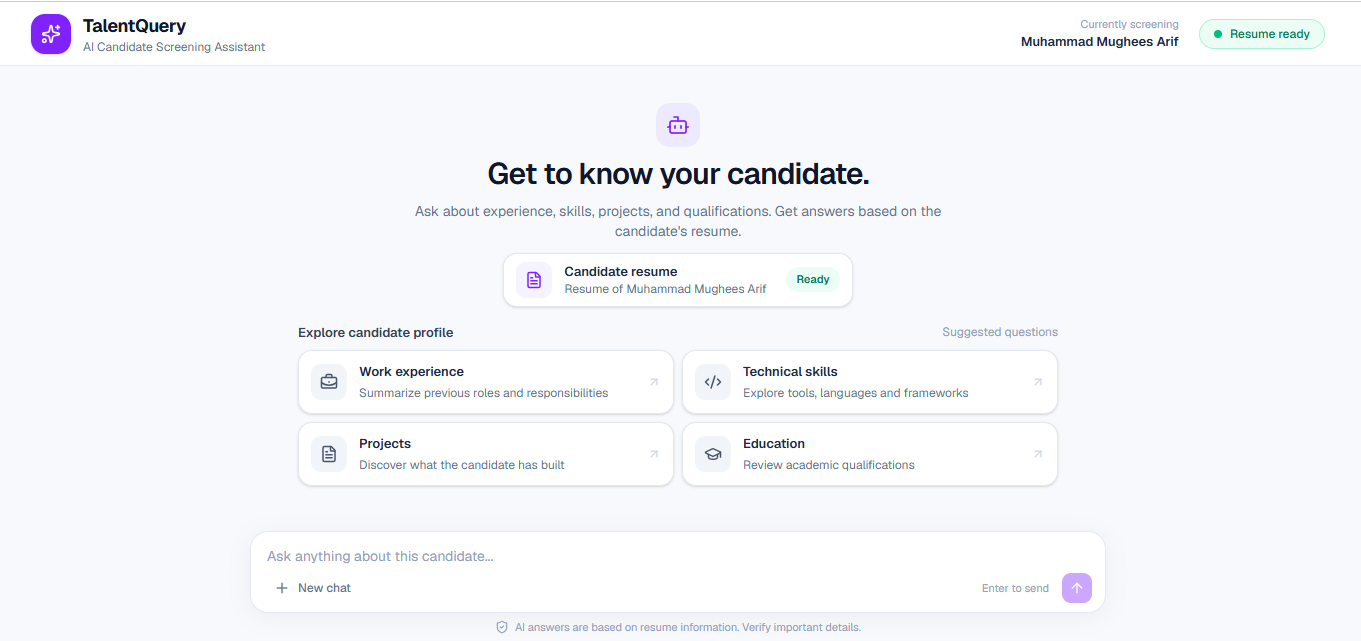 TalentQuery
AI Candidate Screening Assistant
Currently screening
Muhammad Mughees Arif
Resume ready
Get to know your candidate.
Ask about experience, skills, projects, and qualifications. Get answers based on the
candidate's resume.
Candidate resume
Resume of Muhammad Mughees Arif
Ready
Explore candidate profile
Suggested questions
Work experience
Summarize previous roles and responsibilities
Technical skills
Explore tools, languages and frameworks
Projects
Discover what the candidate has built
Education
Review academic qualifications
Ask anything about this candidate...
New chat
Enter to send
AI answers are based on resume information. Verify important details.